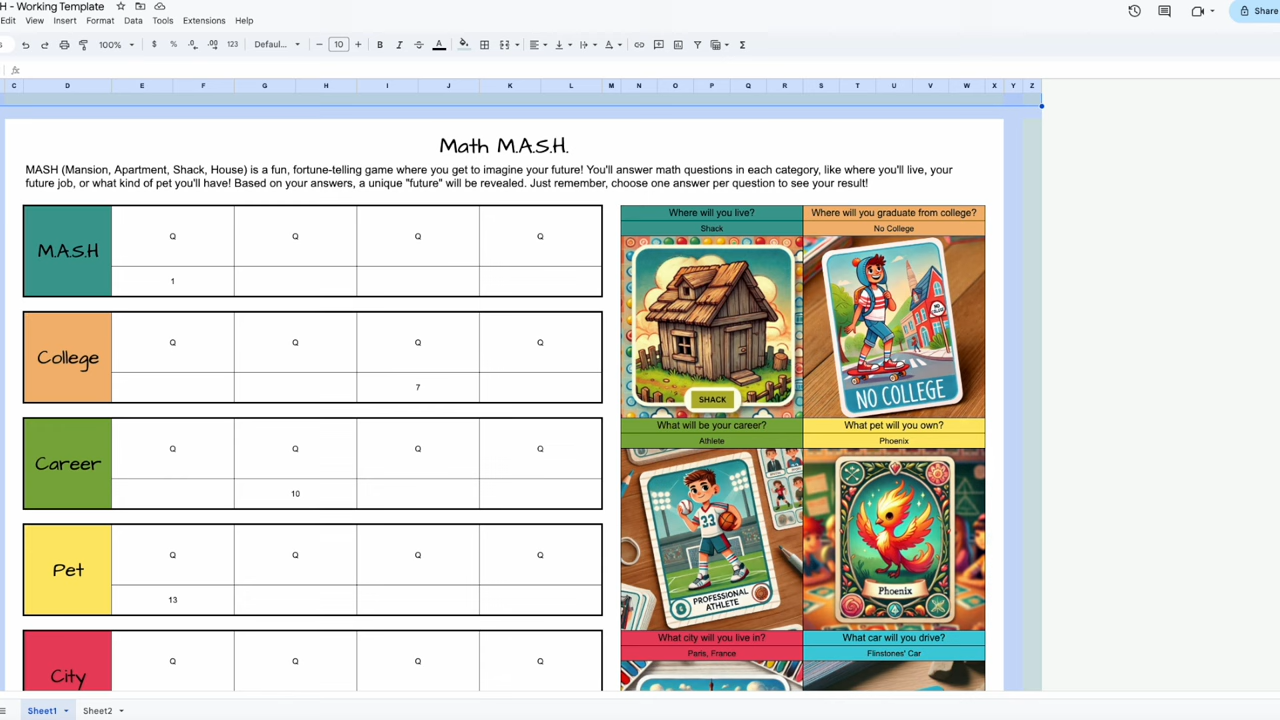 H - Working Template
Edit View Insert Format Data Tools Extensions Help
Share
100% $ % .0 .00 123 Defaul... 10 B I A Σ
fx
C D E F G H I J K L M N O P Q R S T U V W X Y Z
Math M.A.S.H.
MASH (Mansion, Apartment, Shack, House) is a fun, fortune-telling game where you get to imagine your future! You'll answer math questions in each category, like where you'll live, your
future job, or what kind of pet you'll have! Based on your answers, a unique "future" will be revealed. Just remember, choose one answer per question to see your result!
M.A.S.H
Q Q Q Q
1
College
Q Q Q Q
7
Career
Q Q Q Q
10
Pet
Q Q Q Q
13
City
Q Q Q Q
Where will you live?
Shack
SHACK
Where will you graduate from college?
No College
NO COLLEGE
What will be your career?
Athlete
33
PROFESSIONAL
ATHLETE
What pet will you own?
Phoenix
Phoenix
What city will you live in?
Paris, France
What car will you drive?
Flinstones' Car
Sheet1 Sheet2